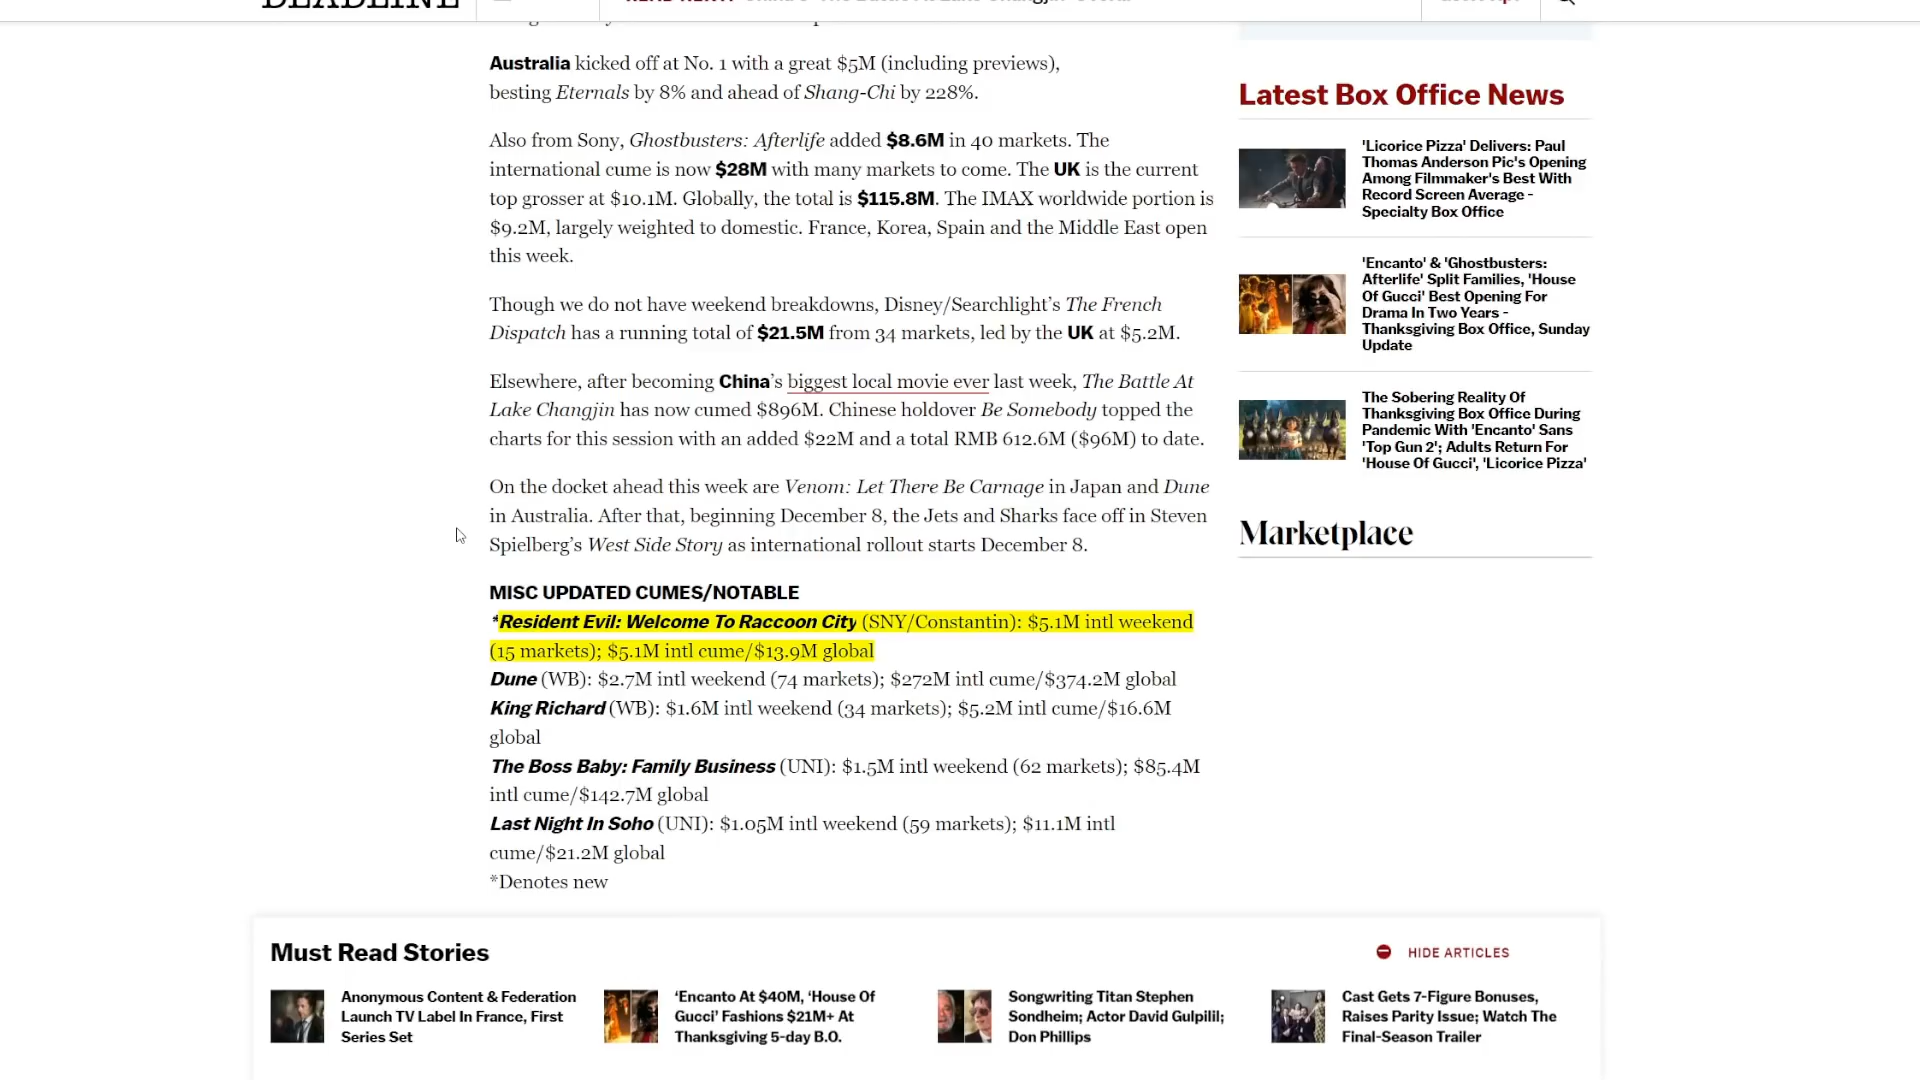 DEADLINE
Australia kicked off at No. 1 with a great $5M (including previews),
besting Eternals by 8% and ahead of Shang-Chi by 228%.
Also from Sony, Ghostbusters: Afterlife added $8.6M in 40 markets. The
international cume is now $28M with many markets to come. The UK is the current
top grosser at $10.1M. Globally, the total is $115.8M. The IMAX worldwide portion is
$9.2M, largely weighted to domestic. France, Korea, Spain and the Middle East open
this week.
Though we do not have weekend breakdowns, Disney/Searchlight’s The French
Dispatch has a running total of $21.5M from 34 markets, led by the UK at $5.2M.
Elsewhere, after becoming China’s biggest local movie ever last week, The Battle At
Lake Changjin has now cumed $896M. Chinese holdover Be Somebody topped the
charts for this session with an added $22M and a total RMB 612.6M ($96M) to date.
On the docket ahead this week are Venom: Let There Be Carnage in Japan and Dune
in Australia. After that, beginning December 8, the Jets and Sharks face off in Steven
Spielberg’s West Side Story as international rollout starts December 8.
MISC UPDATED CUMES/NOTABLE
*Resident Evil: Welcome To Raccoon City (SNY/Constantin): $5.1M intl weekend
(15 markets); $5.1M intl cume/$13.9M global
Dune (WB): $2.7M intl weekend (74 markets); $272M intl cume/$374.2M global
King Richard (WB): $1.6M intl weekend (34 markets); $5.2M intl cume/$16.6M
global
The Boss Baby: Family Business (UNI): $1.5M intl weekend (62 markets); $85.4M
intl cume/$142.7M global
Last Night In Soho (UNI): $1.05M intl weekend (59 markets); $11.1M intl
cume/$21.2M global
*Denotes new
Latest Box Office News
'Licorice Pizza' Delivers: Paul
Thomas Anderson Pic's Opening
Among Filmmaker's Best With
Record Screen Average -
Specialty Box Office
'Encanto' & 'Ghostbusters:
Afterlife' Split Families, 'House
Of Gucci' Best Opening For
Drama In Two Years -
Thanksgiving Box Office, Sunday
Update
The Sobering Reality Of
Thanksgiving Box Office During
Pandemic With 'Encanto' Sans
'Top Gun 2'; Adults Return For
'House Of Gucci', 'Licorice Pizza'
Marketplace
Must Read Stories
HIDE ARTICLES
Anonymous Content & Federation
Launch TV Label In France, First
Series Set
‘Encanto At $40M, ‘House Of
Gucci’ Fashions $21M+ At
Thanksgiving 5-day B.O.
Songwriting Titan Stephen
Sondheim; Actor David Gulpilil;
Don Phillips
Cast Gets 7-Figure Bonuses,
Raises Parity Issue; Watch The
Final-Season Trailer